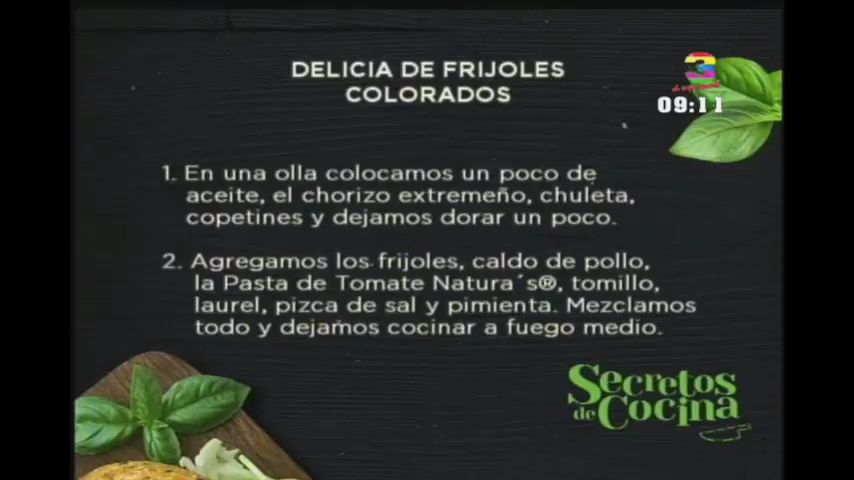 DELICIA DE FRIJOLES
COLORADOS
3
09:11
1. En una olla colocamos un poco de
aceite, el chorizo extremeño, chuleta,
copetines y dejamos dorar un poco.
2. Agregamos los frijoles, caldo de pollo,
la Pasta de Tomate Natura´s®, tomillo,
laurel, pizca de sal y pimienta. Mezclamos
todo y dejamos cocinar a fuego medio.
Secretos
de Cocina